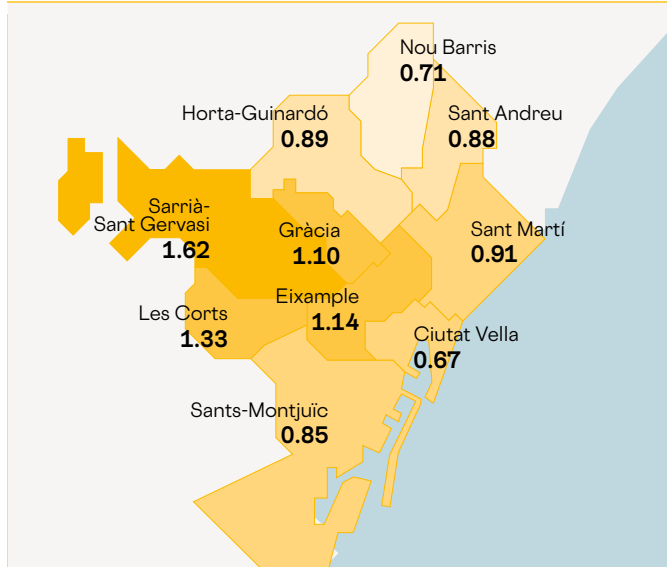 Nou Barris
0.71
Horta-Guinardó
0.89
Sant Andreu
0.88
Sarrià-
Sant Gervasi
1.62
Gràcia
1.10
Sant Martí
0.91
Eixample
1.14
Les Corts
1.33
Ciutat Vella
0.67
Sants-Montjuïc
0.85